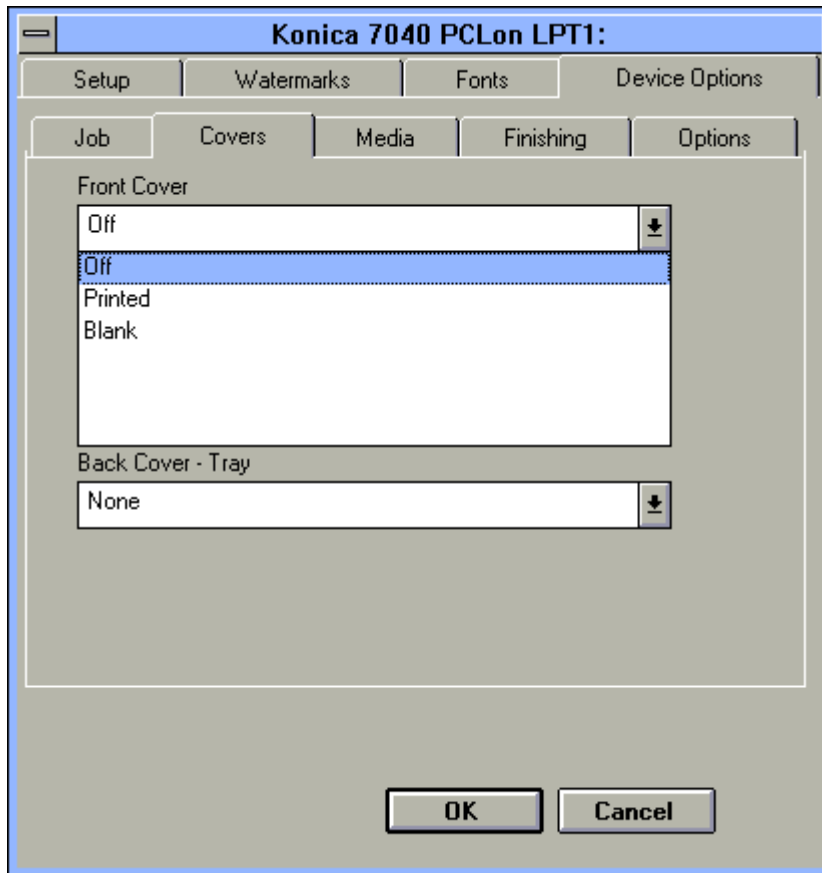 Konica 7040 PCLon LPT1:
Setup Watermarks Fonts Device Options
Job Covers Media Finishing Options
Front Cover
Off
Off
Printed
Blank
Back Cover - Tray
None
OK Cancel